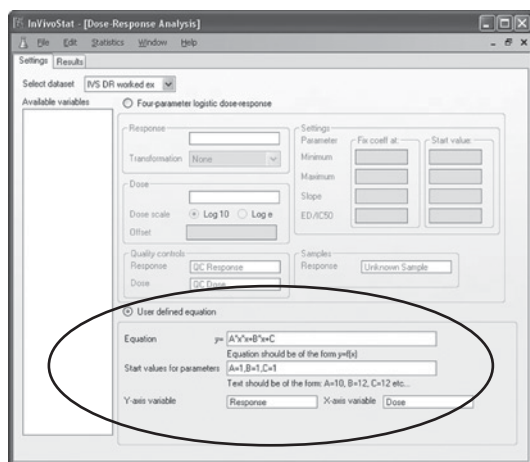 InVivoStat - [Dose-Response Analysis]
File Edit Statistics Window Help
Settings Results
Select dataset IVS DR worked ex
Available variables
Four-parameter logistic dose-response
Response
Transformation None
Dose
Dose scale Log 10 Log e
Offset
Settings
Parameter Fix coeff at: Start value:
Minimum
Maximum
Slope
ED/IC50
Quality controls
Response QC Response
Dose QC Dose
Samples
Response Unknown Sample
User defined equation
Equation y= A*x*x+B*x+C
Equation should be of the form y=f(x)
Start values for parameters A=1,B=1,C=1
Text should be of the form: A=10, B=12, C=12 etc...
Y-axis variable Response X-axis variable Dose